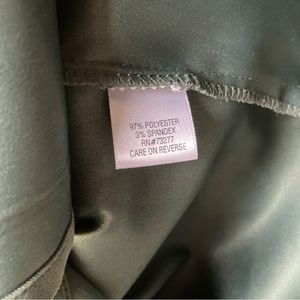 97% POLYESTER
3% SPANDEX
RN#73277
CARE ON REVERSE